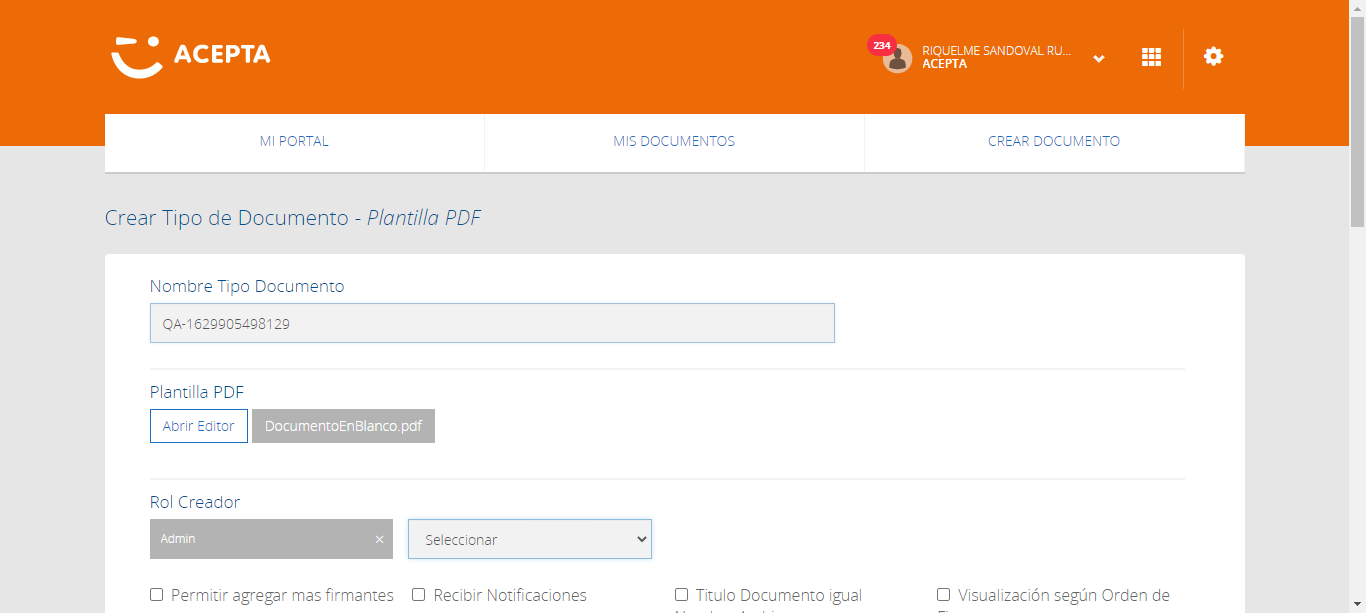 ACEPTA
234
RIQUELME SANDOVAL RU...
ACEPTA
MI PORTAL
MIS DOCUMENTOS
CREAR DOCUMENTO
Crear Tipo de Documento - Plantilla PDF
Nombre Tipo Documento
QA-1629905498129
Plantilla PDF
Abrir Editor
DocumentoEnBlanco.pdf
Rol Creador
Admin ×
Seleccionar
Permitir agregar mas firmantes
Recibir Notificaciones
Titulo Documento igual
Visualización según Orden de